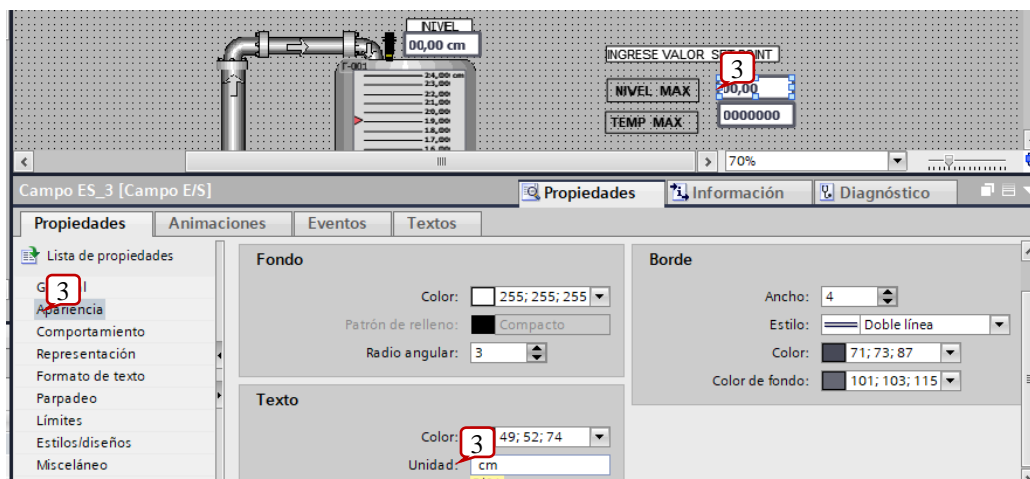 NIVEL
00,00 cm
T-001
24,00 cm
23,00
22,00
21,00
20,00
19,00
18,00
17,00
16,00
INGRESE VALOR SET POINT
3
NIVEL MAX
00,00
TEMP MAX
0000000
70%
Campo ES_3 [Campo E/S]
Propiedades
Información
Diagnóstico
Propiedades
Animaciones
Eventos
Textos
Lista de propiedades
3
Apariencia
Comportamiento
Representación
Formato de texto
Parpadeo
Límites
Estilos/diseños
Misceláneo
Fondo
Color: 255; 255; 255
Patrón de relleno: Compacto
Radio angular: 3
Texto
Color: 49; 52; 74
3
Unidad: cm
Borde
Ancho: 4
Estilo: Doble línea
Color: 71; 73; 87
Color de fondo: 101; 103; 115